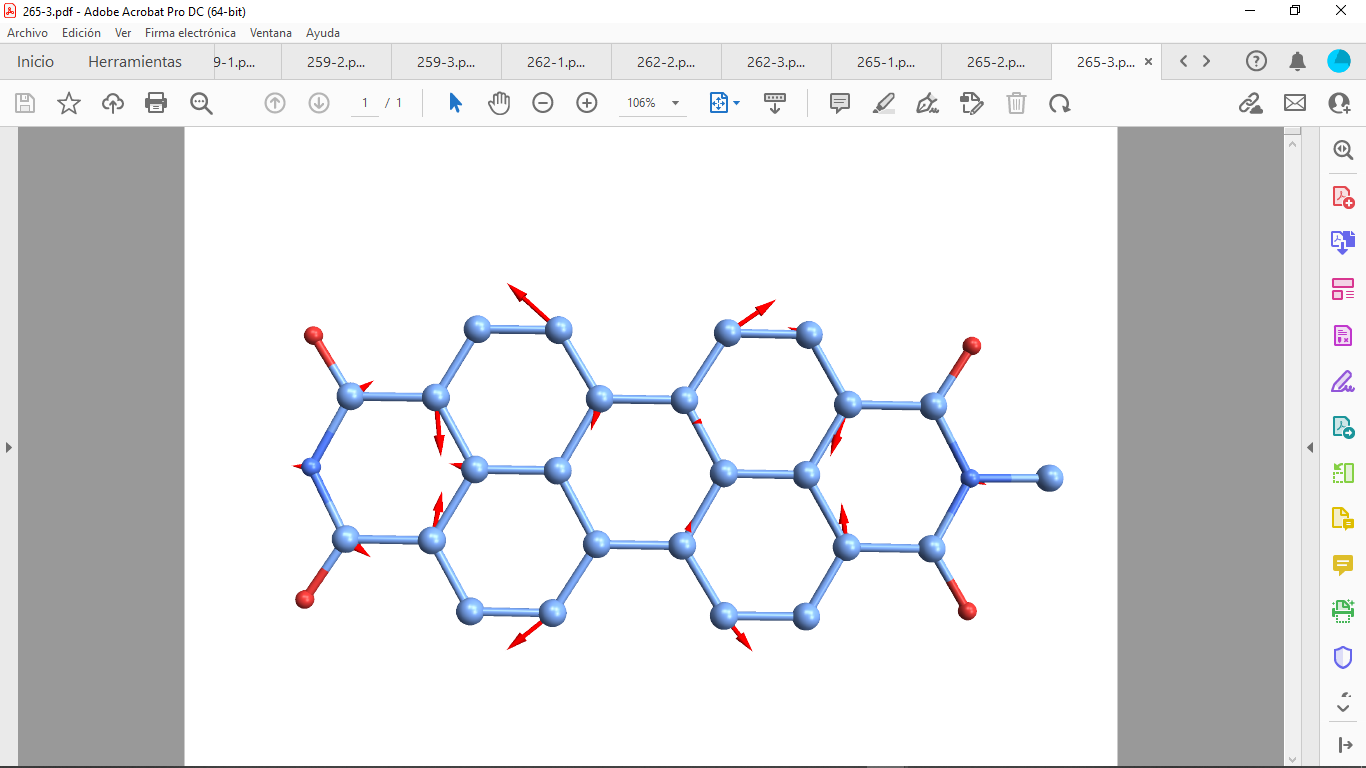 265-3.pdf - Adobe Acrobat Pro DC (64-bit)
Archivo Edición Ver Firma electrónica Ventana Ayuda
Inicio Herramientas 9-1.p... 259-2.p... 259-3.p... 262-1.p... 262-2.p... 262-3.p... 265-1.p... 265-2.p... 265-3.p...
1 / 1 106%